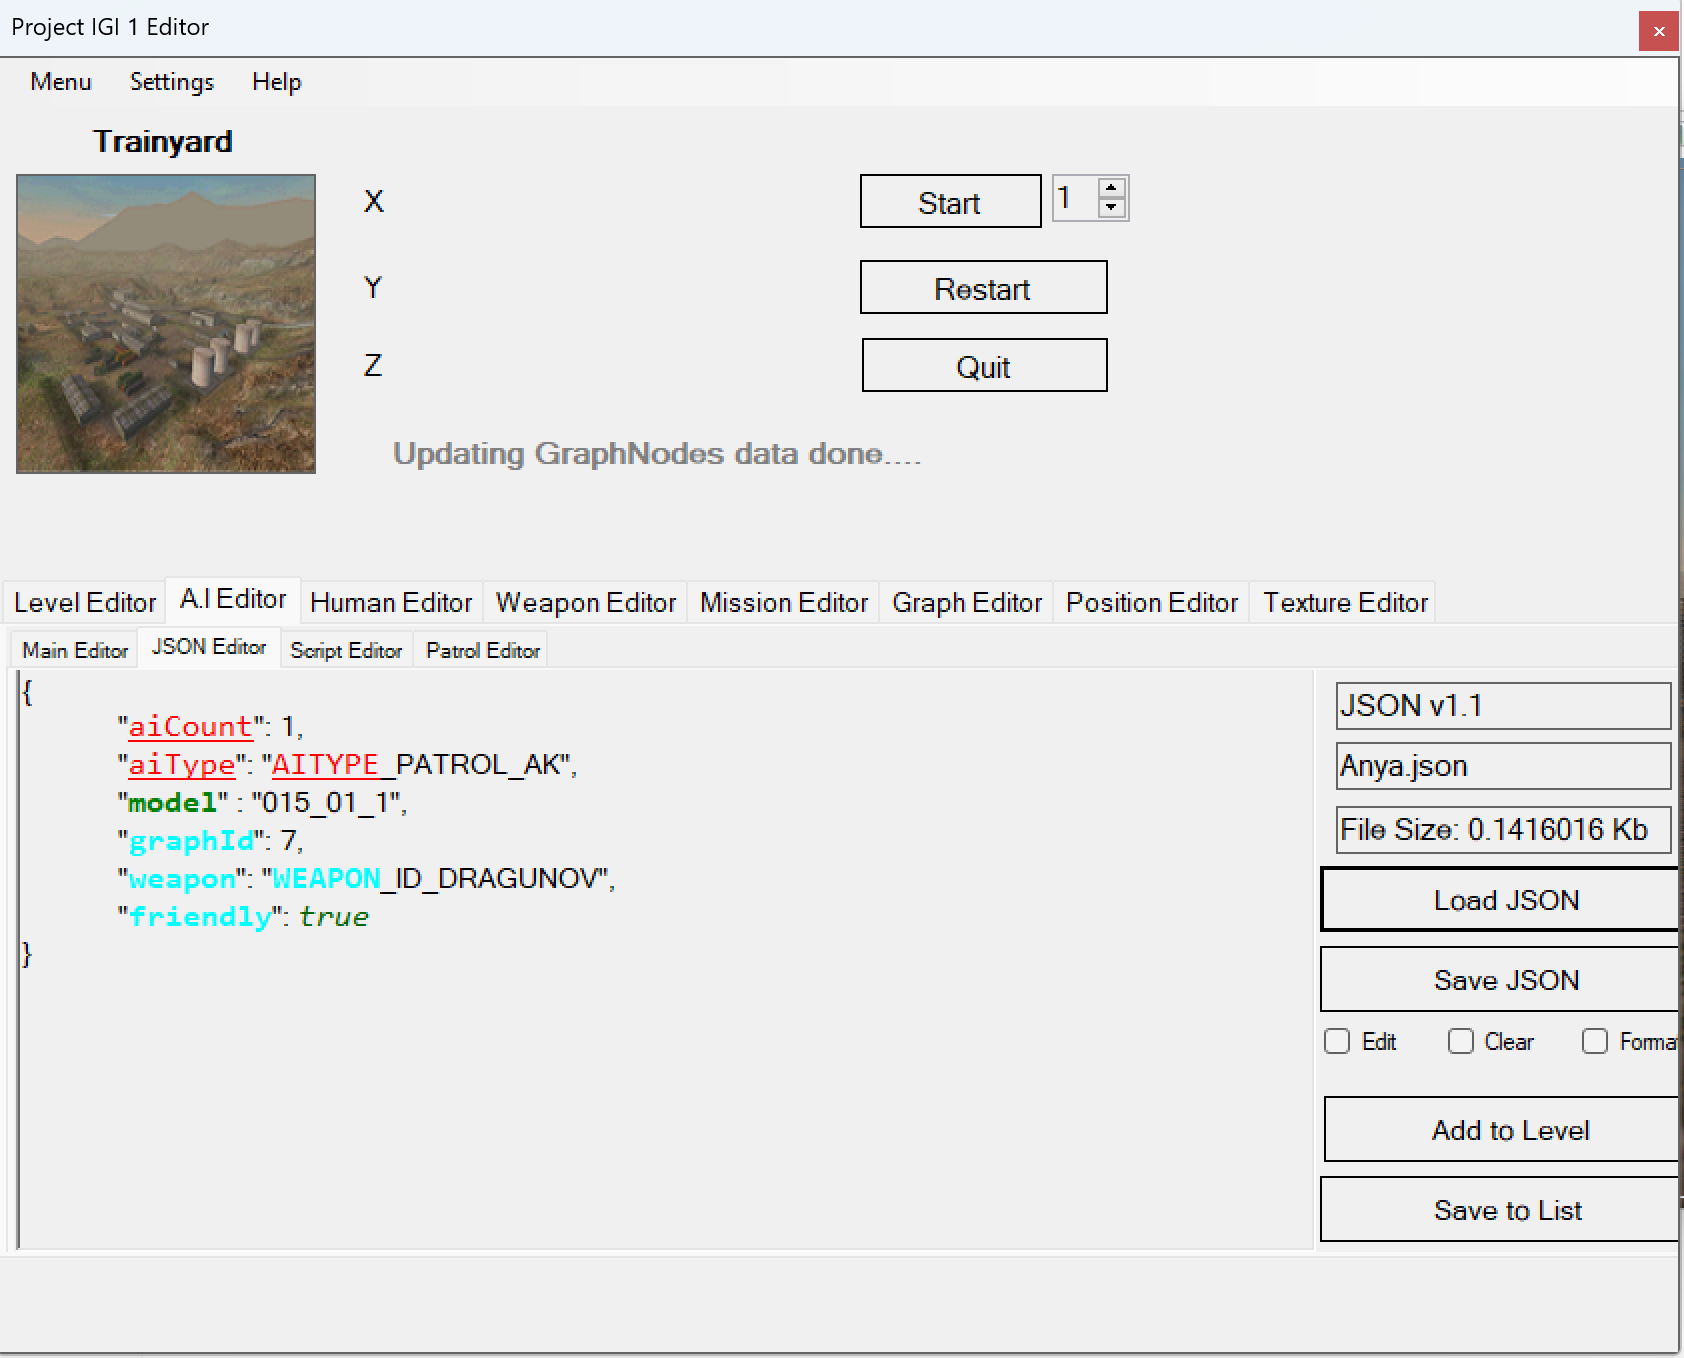 Project IGI 1 Editor
Menu Settings Help
Trainyard
X
Start 1
Y
Restart
Z
Quit
Updating GraphNodes data done....
Level Editor A.I Editor Human Editor Weapon Editor Mission Editor Graph Editor Position Editor Texture Editor
Main Editor JSON Editor Script Editor Patrol Editor
{
"aiCount": 1,
"aiType": "AITYPE_PATROL_AK",
"model" : "015_01_1",
"graphId": 7,
"weapon": "WEAPON_ID_DRAGUNOV",
"friendly": true
}
JSON v1.1
Anya.json
File Size: 0.1416016 Kb
Load JSON
Save JSON
Edit Clear Forma
Add to Level
Save to List